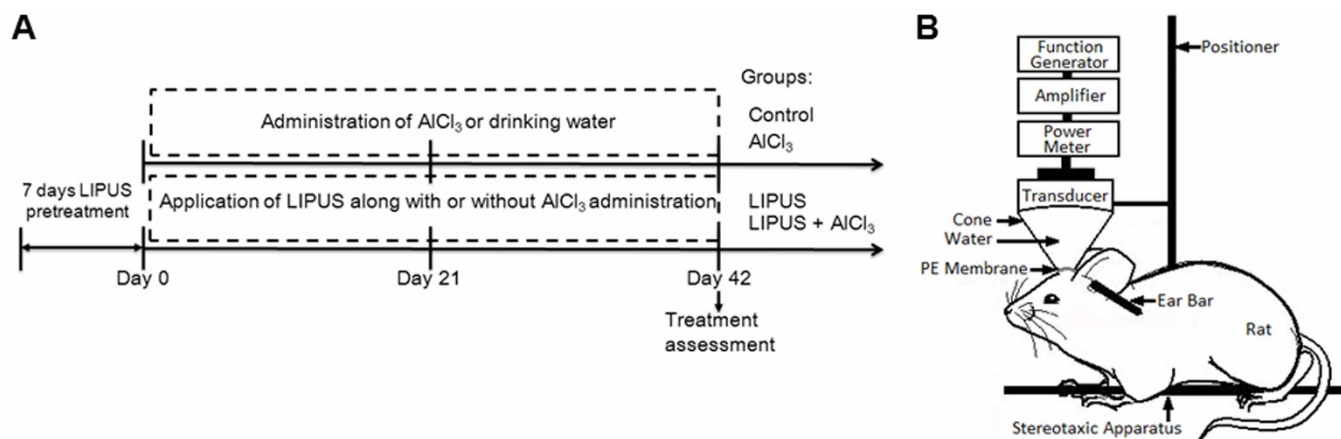 A
Groups:
Administration of AlCl₃ or drinking water
Control
AlCl₃
7 days LIPUS
pretreatment
Application of LIPUS along with or without AlCl₃ administration
LIPUS
LIPUS + AlCl₃
Day 0
Day 21
Day 42
Treatment
assessment
B
Function
Generator
Positioner
Amplifier
Power
Meter
Transducer
Cone
Water
PE Membrane
Ear Bar
Rat
Stereotaxic Apparatus